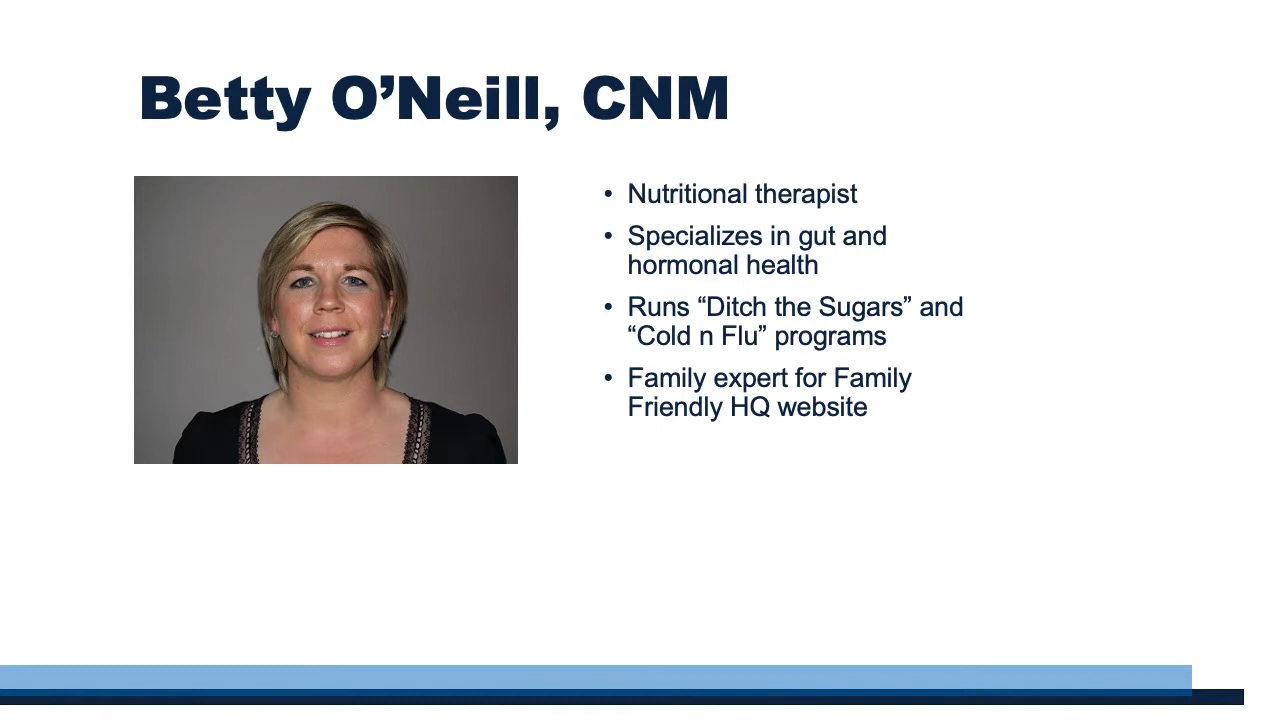 Betty O’Neill, CNM
• Nutritional therapist
• Specializes in gut and
hormonal health
• Runs “Ditch the Sugars” and
“Cold n Flu” programs
• Family expert for Family
Friendly HQ website